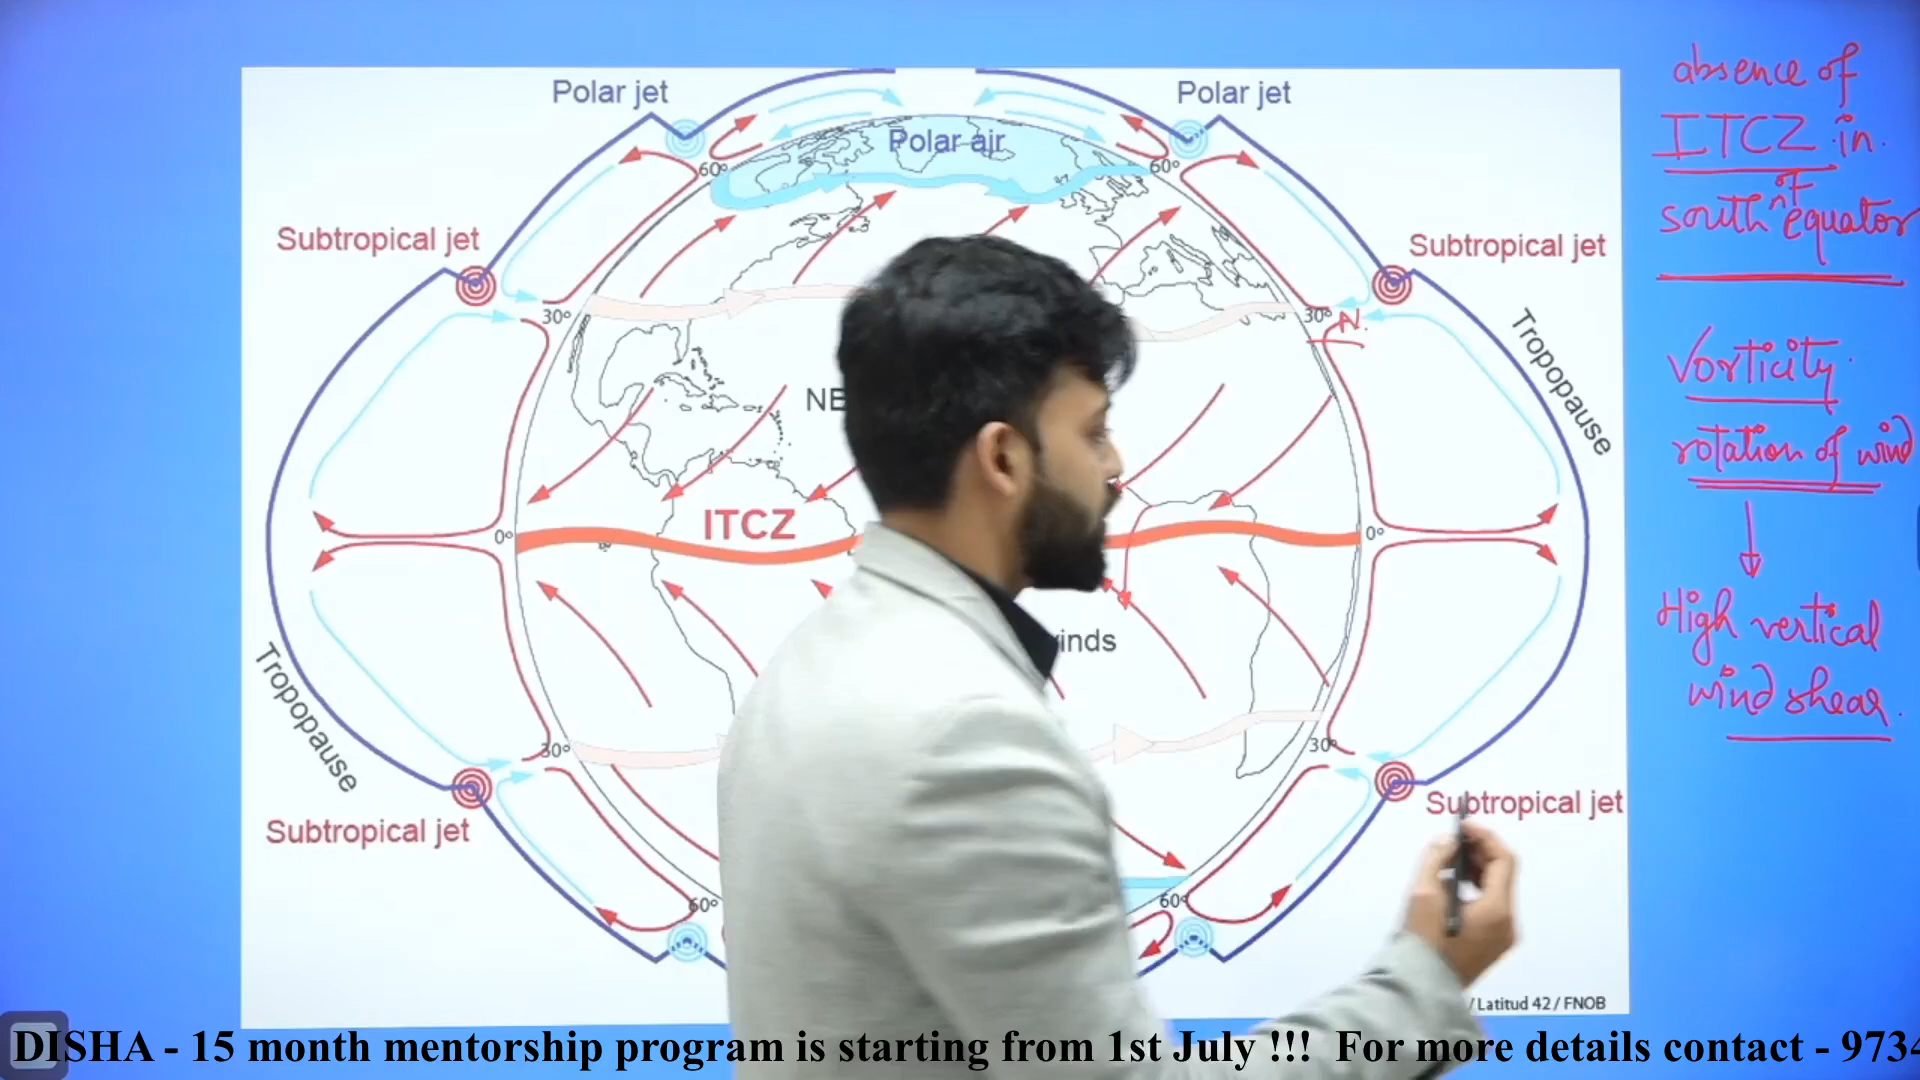 Polar jet
Polar jet
Polar air
60°
60°
Subtropical jet
Subtropical jet
30°
30° N.
Tropopause
NE
ITCZ
0°
0°
winds
Tropopause
30°
30°
Subtropical jet
Subtropical jet
60°
60°
/ Latitud 42 / FNOB
absence of
ITCZ in
south of equator
Vorticity
rotation of wind
High vertical
wind shear.
DISHA - 15 month mentorship program is starting from 1st July !!! For more details contact - 9734